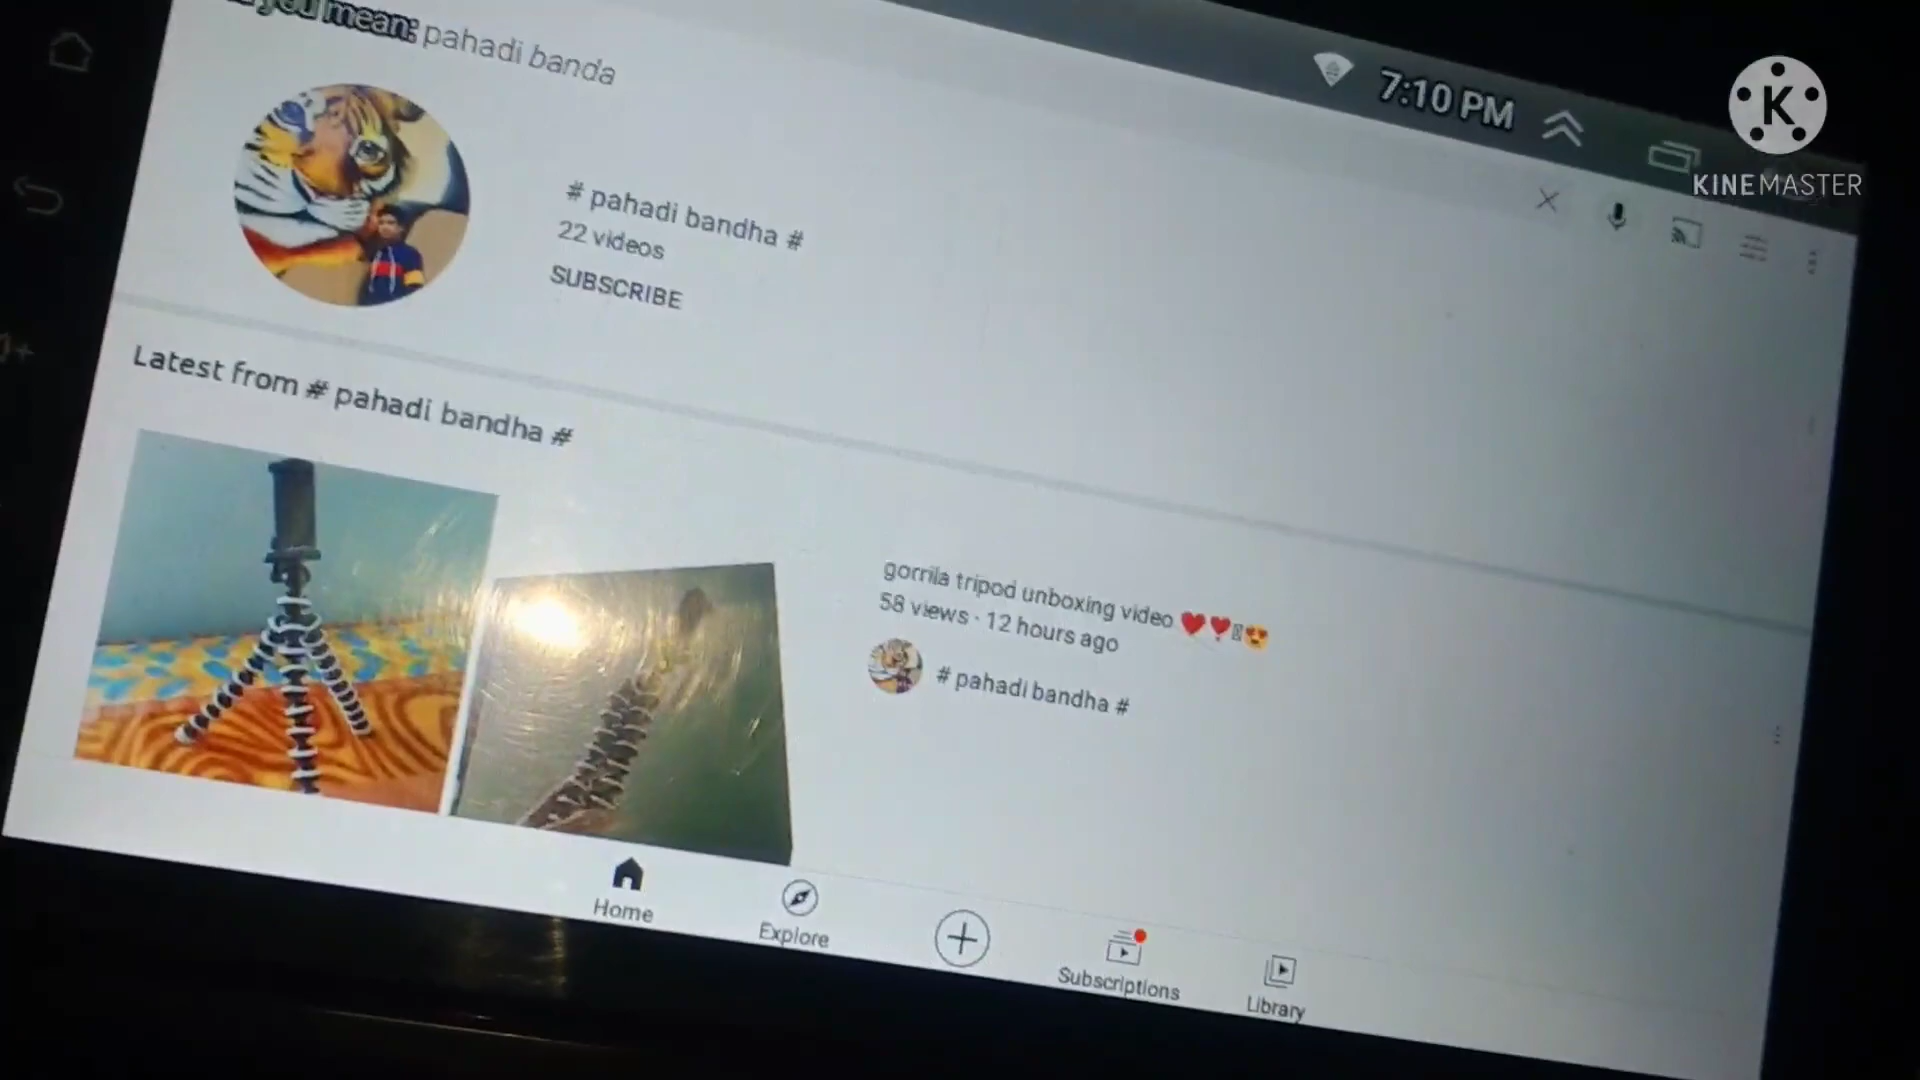 you mean: pahadi banda
7:10 PM
K
KINEMASTER
# pahadi bandha #
22 videos
SUBSCRIBE
Latest from # pahadi bandha #
gorrila tripod unboxing video ❤️❣️😍
58 views · 12 hours ago
# pahadi bandha #
Home
Explore
Subscriptions
Library